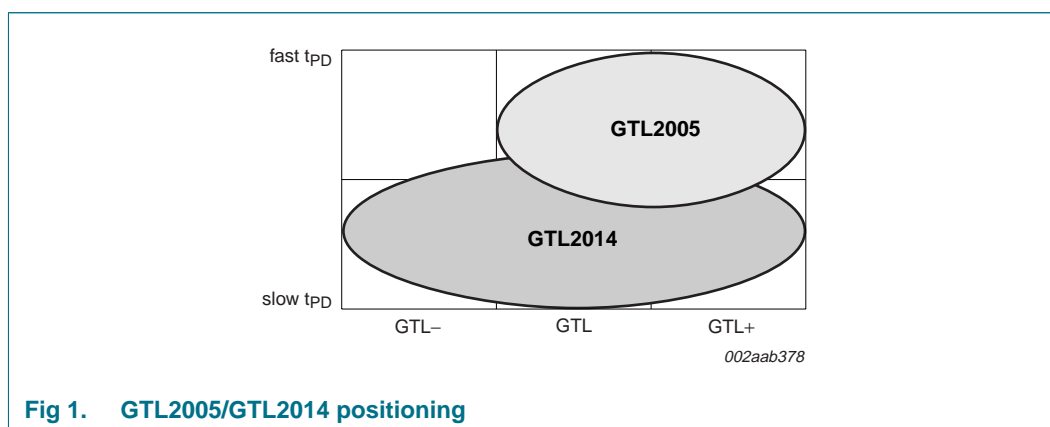 fast tPD
GTL2005
GTL2014
slow tPD
GTL− GTL GTL+
002aab378
Fig 1. GTL2005/GTL2014 positioning